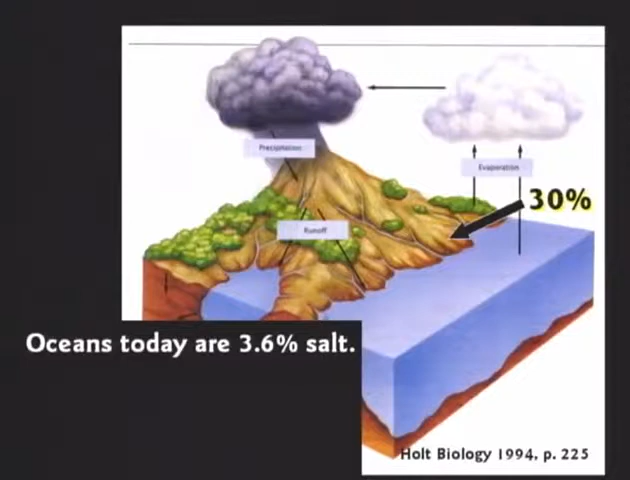 Precipitation
Evaporation
30%
Runoff
Oceans today are 3.6% salt.
Holt Biology 1994, p. 225